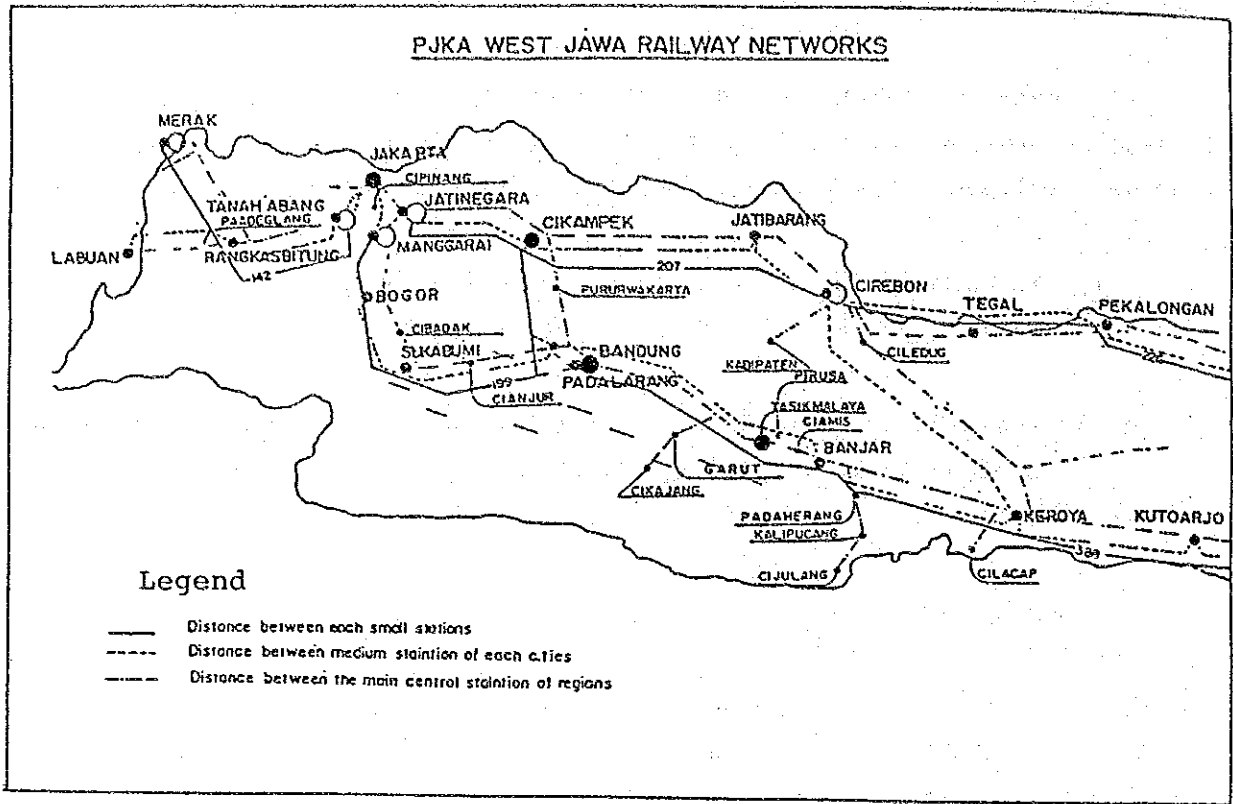 PJKA WEST JAWA RAILWAY NETWORKS
MERAK
JAKARTA
CIPINANG
TANAH ABANG
JATINEGARA
PANDEGLANG
CIKAMPEK
JATIBARANG
LABUAN
RANGKASBITUNG
MANGGARAI
142
207
BOGOR
PURURWAKARTA
CIREBON
TEGAL
PEKALONGAN
CIBADAK
SUKABUMI
BANDUNG
KADIPATEN
CILEDUG
PADALARANG
PIRUSA
199
CIANJUR
TASIKMALAYA
CIAMIS
BANJAR
GARUT
CIKAJANG
PADAHERANG
KEROYA
KUTOARJO
KALIPUCANG
CIJULANG
CILACAP
Legend
Distance between each small stations
Distance between medium staintion of each cities
Distance between the main central staintion of regions